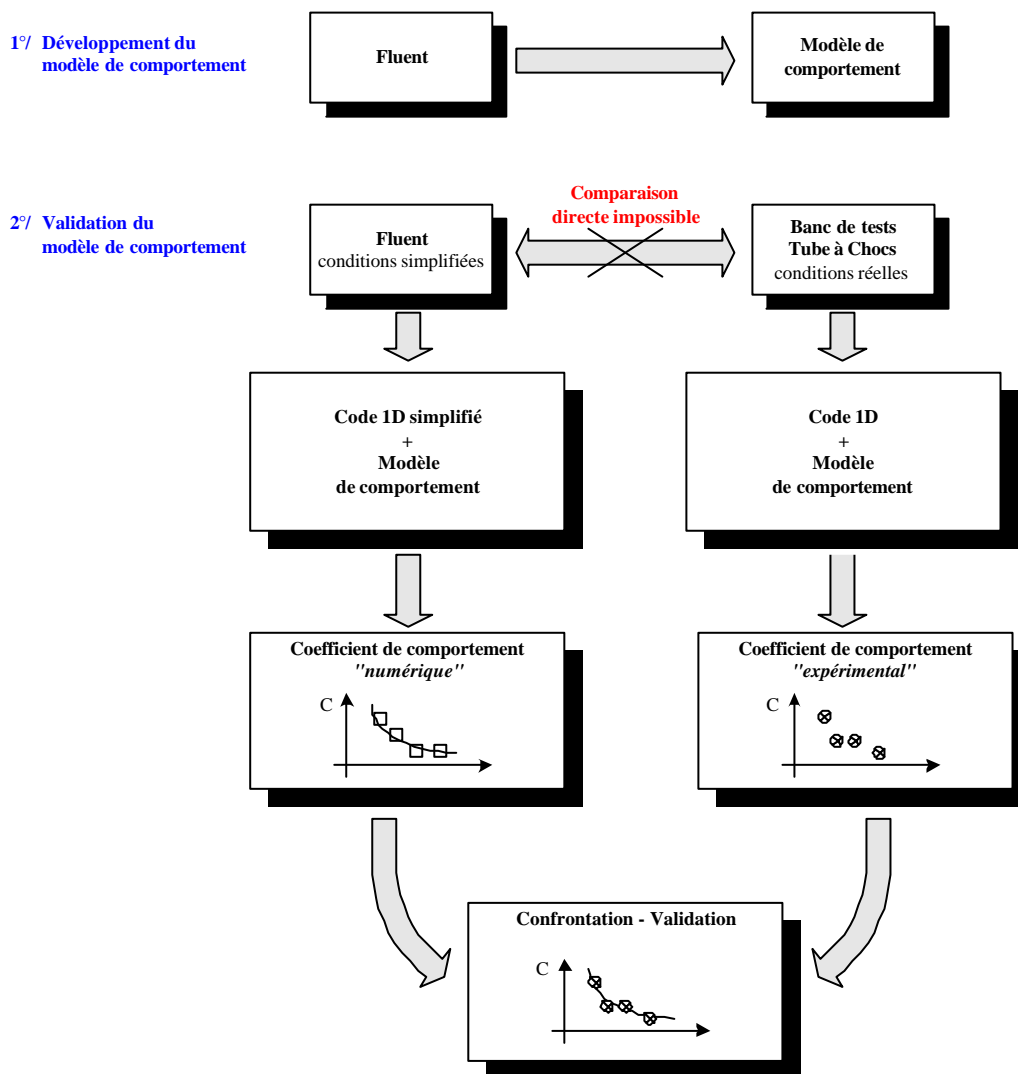 1°/ Développement du
modèle de comportement
Fluent
Modèle de
comportement
2°/ Validation du
modèle de comportement
Fluent
conditions simplifiées
Comparaison
directe impossible
Banc de tests
Tube à Chocs
conditions réelles
Code 1D simplifié
+
Modèle
de comportement
Code 1D
+
Modèle
de comportement
Coefficient de comportement
"numérique"
C
Coefficient de comportement
"expérimental"
C
Confrontation - Validation
C